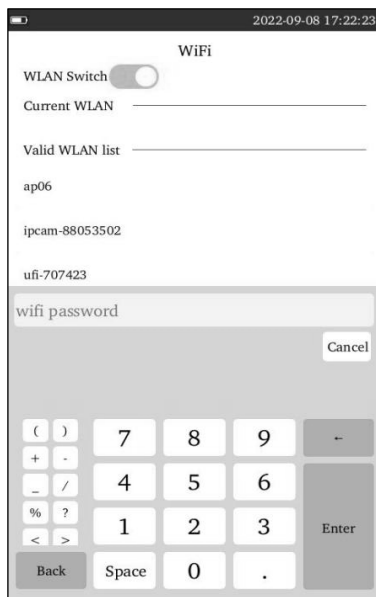 2022-09-08 17:22:23
WiFi
WLAN Switch
Current WLAN
Valid WLAN list
ap06
ipcam-88053502
ufi-707423
wifi password
Cancel
( ) 7 8 9 ←
+ -
_ / 4 5 6
% ? 1 2 3 Enter
< >
Back Space 0 .